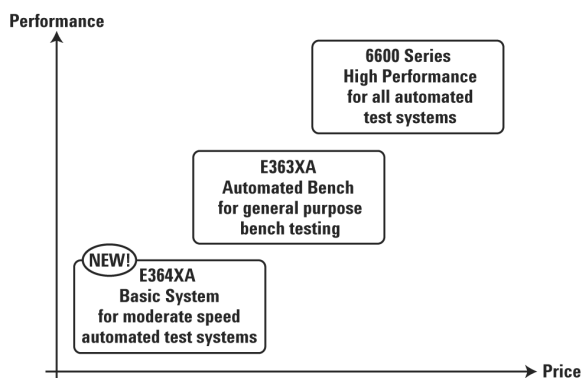 Performance
6600 Series
High Performance
for all automated
test systems
E363XA
Automated Bench
for general purpose
bench testing
NEW!
E364XA
Basic System
for moderate speed
automated test systems
Price